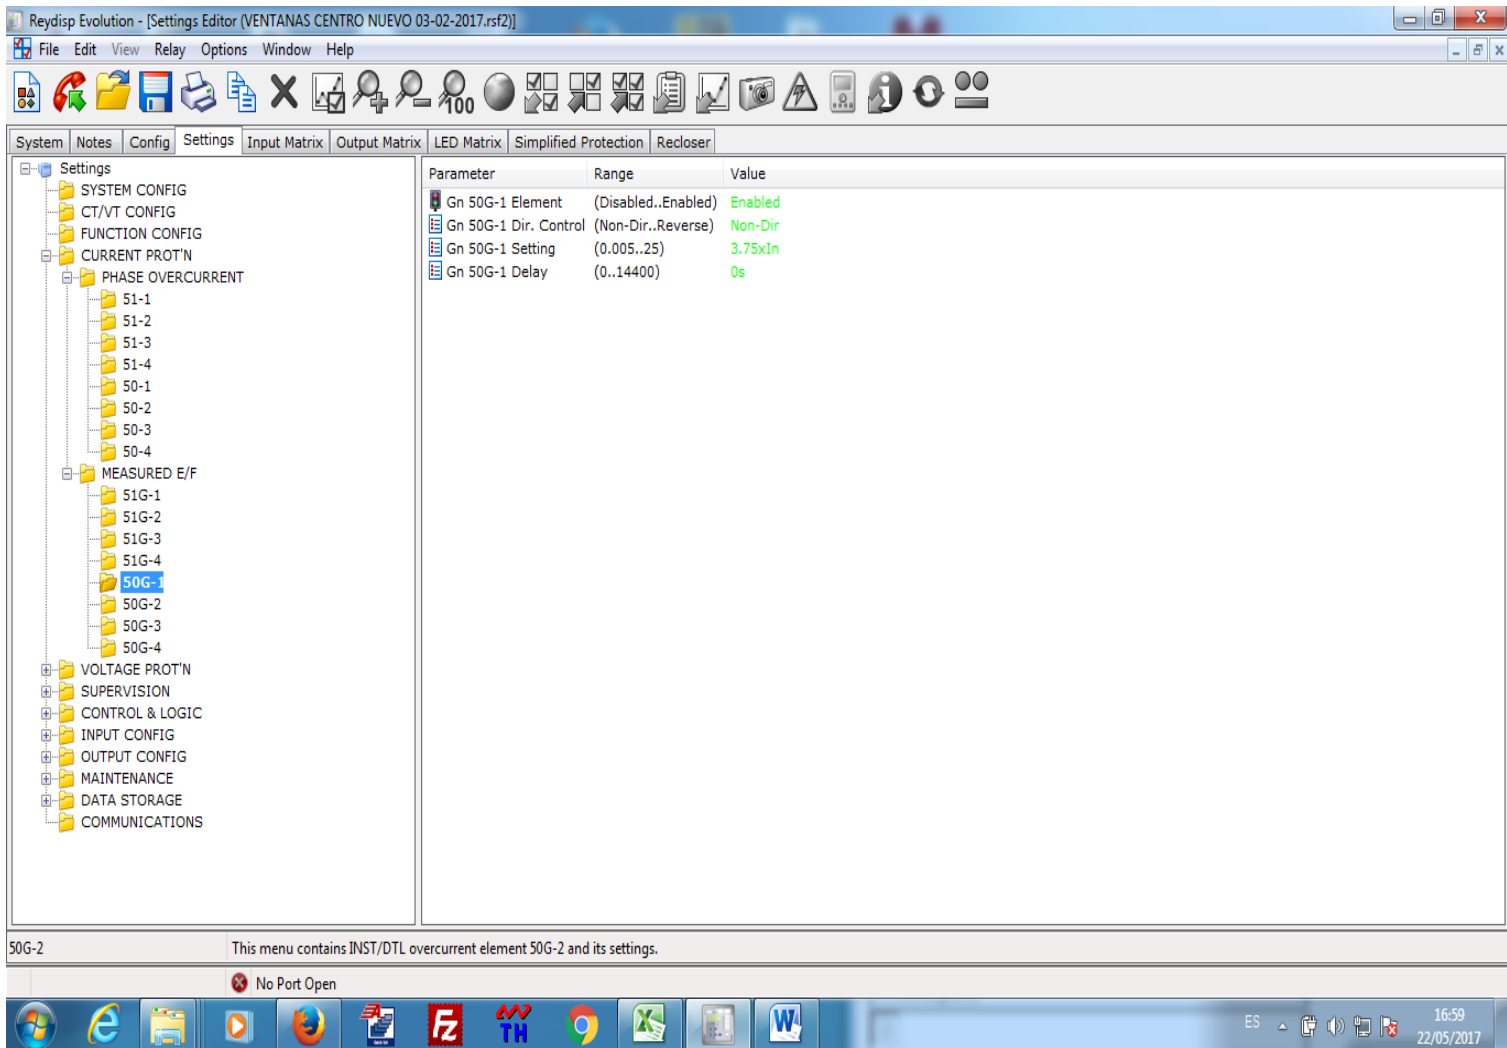 Reydisp Evolution - [Settings Editor (VENTANAS CENTRO NUEVO 03-02-2017.rsf2)]
File Edit View Relay Options Window Help
100
System Notes Config Settings Input Matrix Output Matrix LED Matrix Simplified Protection Recloser
Settings
SYSTEM CONFIG
CT/VT CONFIG
FUNCTION CONFIG
CURRENT PROT'N
PHASE OVERCURRENT
51-1
51-2
51-3
51-4
50-1
50-2
50-3
50-4
MEASURED E/F
51G-1
51G-2
51G-3
51G-4
50G-1
50G-2
50G-3
50G-4
VOLTAGE PROT'N
SUPERVISION
CONTROL & LOGIC
INPUT CONFIG
OUTPUT CONFIG
MAINTENANCE
DATA STORAGE
COMMUNICATIONS
Parameter Range Value
Gn 50G-1 Element (Disabled..Enabled) Enabled
Gn 50G-1 Dir. Control (Non-Dir..Reverse) Non-Dir
Gn 50G-1 Setting (0.005..25) 3.75xIn
Gn 50G-1 Delay (0..14400) 0s
50G-2 This menu contains INST/DTL overcurrent element 50G-2 and its settings.
No Port Open
Fz TH W
ES 16:59
22/05/2017